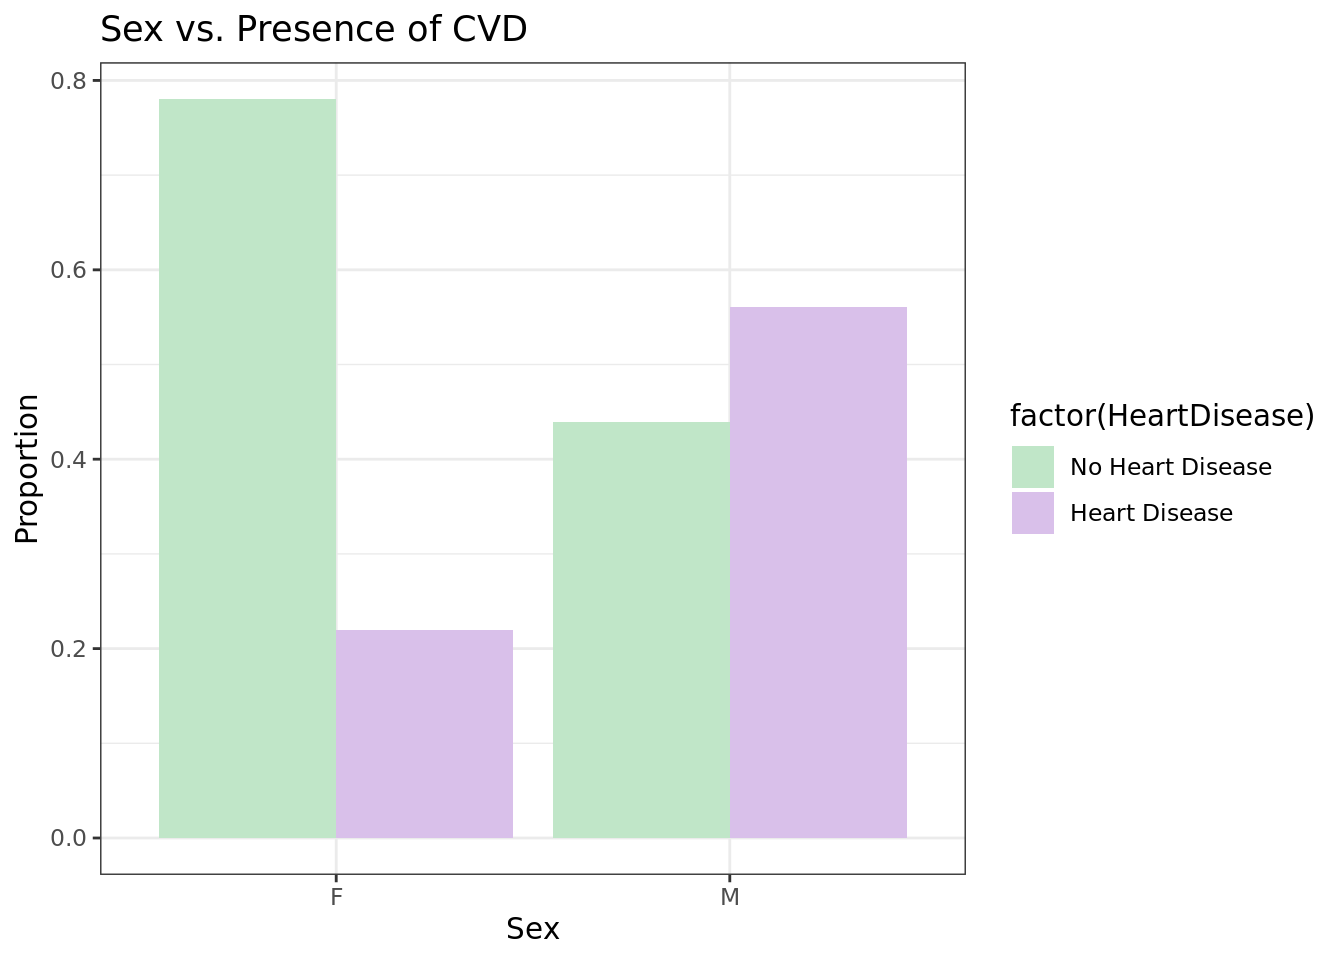 Sex vs. Presence of CVD
0.8
0.6
0.4
0.2
0.0
Proportion
F
M
Sex
factor(HeartDisease)
No Heart Disease
Heart Disease